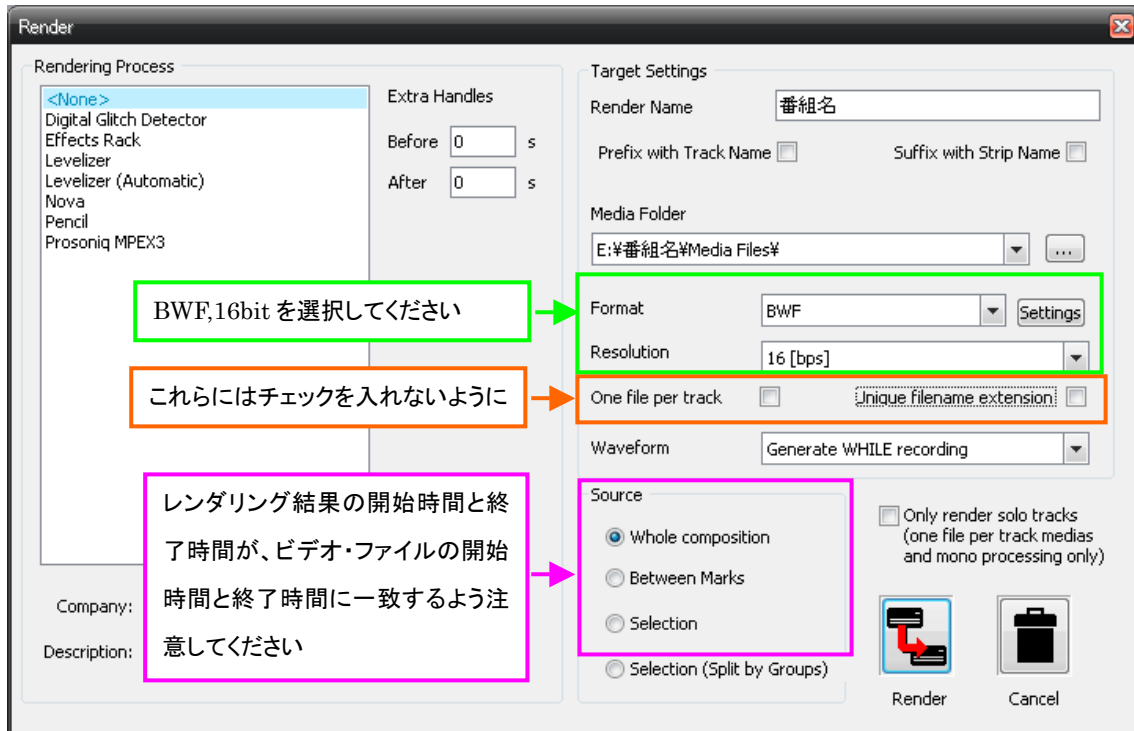 Render
Rendering Process
<None>
Digital Glitch Detector
Effects Rack
Levelizer
Levelizer (Automatic)
Nova
Pencil
Prosoniq MPEX3
Extra Handles
Before 0 s
After 0 s
BWF,16bit を選択してください
これらにはチェックを入れないように
レンダリング結果の開始時間と終
了時間が、ビデオ・ファイルの開始
時間と終了時間に一致するよう注
意してください
Company:
Description:
Target Settings
Render Name 番組名
Prefix with Track Name Suffix with Strip Name
Media Folder
E:¥番組名¥Media Files¥ ...
Format BWF Settings
Resolution 16 [bps]
One file per track Unique filename extension
Waveform Generate WHILE recording
Source
Whole composition
Between Marks
Selection
Selection (Split by Groups)
Only render solo tracks
(one file per track medias
and mono processing only)
Render Cancel